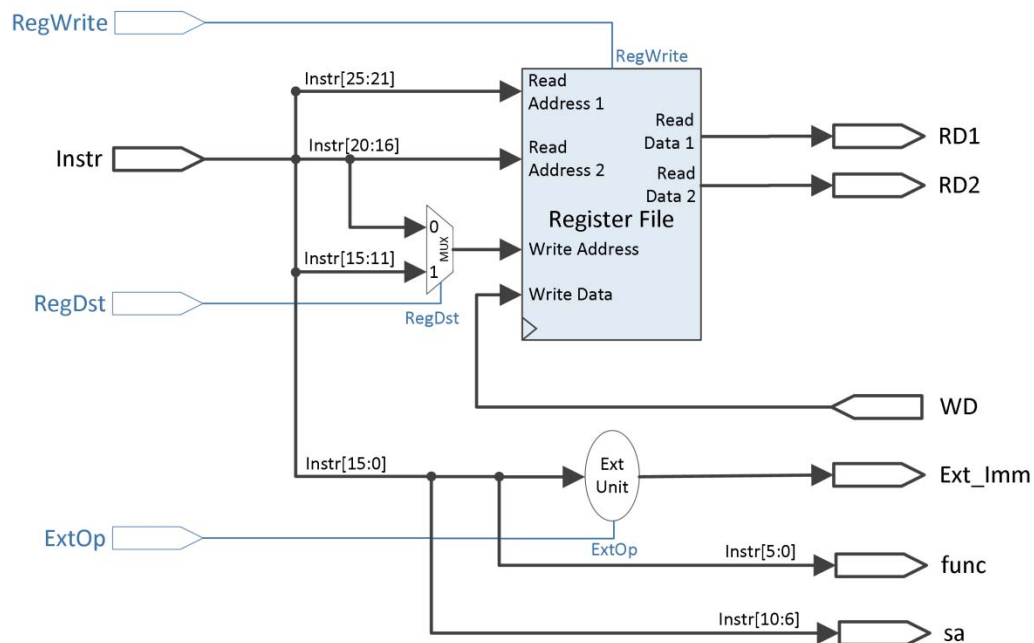 RegWrite
RegWrite
Instr[25:21]
Read
Address 1
Read
Data 1
RD1
Instr
Instr[20:16]
Read
Address 2
Read
Data 2
RD2
Register File
0
MUX
1
Write Address
Instr[15:11]
RegDst
RegDst
Write Data
WD
Instr[15:0]
Ext
Unit
Ext_Imm
ExtOp
ExtOp
Instr[5:0]
func
Instr[10:6]
sa